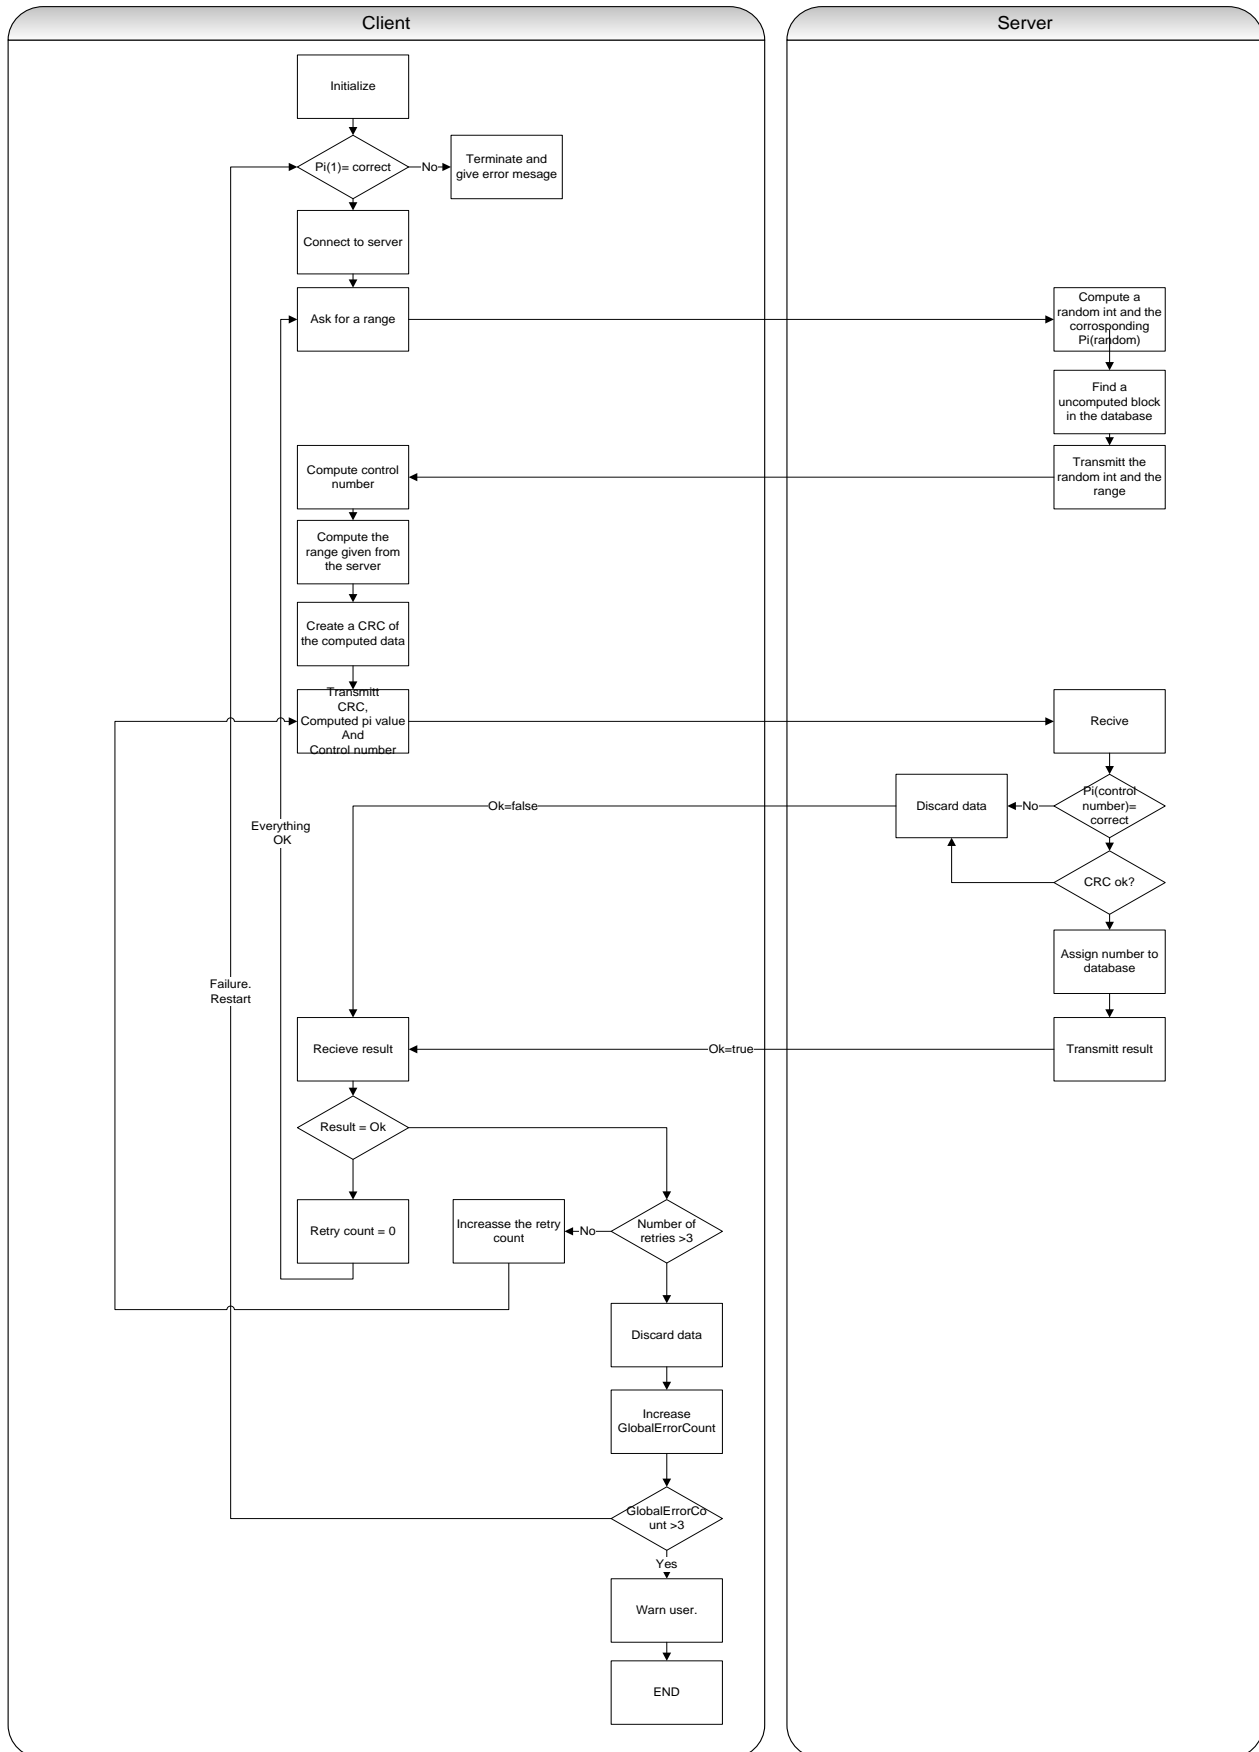 Client
Server
Initialize
Pi(1)= correct
No
Terminate and
give error mesage
Connect to server
Ask for a range
Compute a
random int and the
corrosponding
Pi(random)
Find a
uncomputed block
in the database
Transmitt the
random int and the
range
Compute control
number
Compute the
range given from
the server
Create a CRC of
the computed data
Transmitt
CRC,
Computed pi value
And
Control number
Recive
Pi(control
number)=
correct
No
Discard data
Ok=false
Everything
OK
CRC ok?
Assign number to
database
Failure.
Restart
Recieve result
Ok=true
Transmitt result
Result = Ok
Retry count = 0
Increasse the retry
count
No
Number of
retries >3
Discard data
Increase
GlobalErrorCount
GlobalErrorCo
unt >3
Yes
Warn user.
END